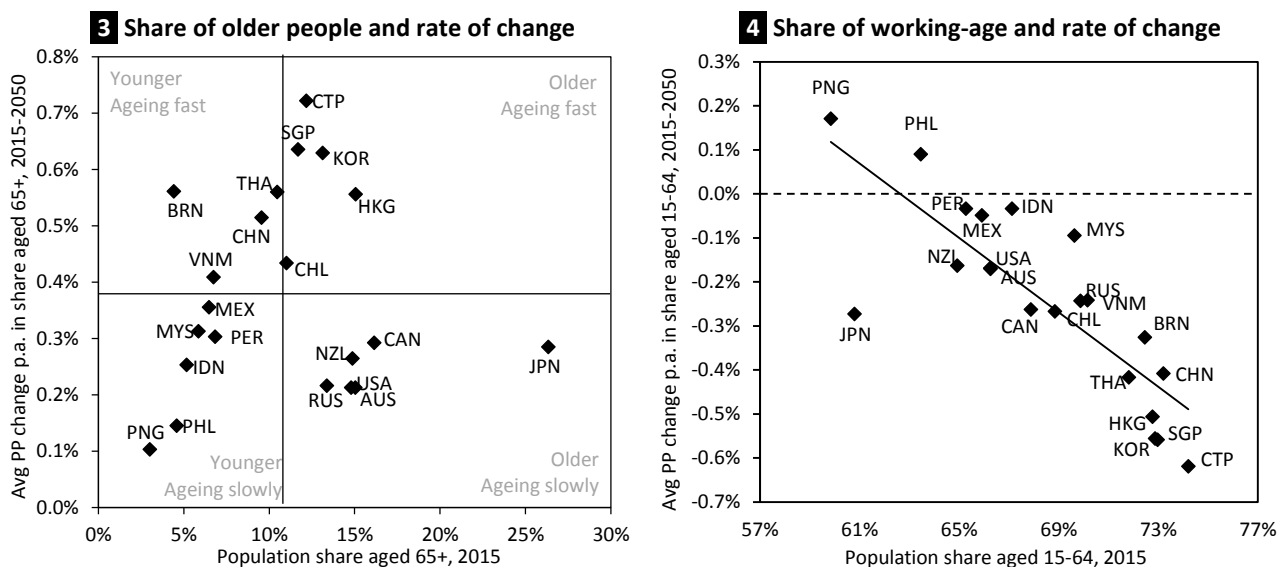 3 Share of older people and rate of change
Avg PP change p.a. in share aged 65+, 2015-2050
0.8%
0.7%
0.6%
0.5%
0.4%
0.3%
0.2%
0.1%
0.0%
Younger
Ageing fast
Older
Ageing fast
CTP
SGP
KOR
THA
HKG
BRN
CHN
VNM
CHL
MEX
MYS
PER
IDN
NZL
CAN
JPN
USA
RUS
AUS
PNG
PHL
Younger
Ageing slowly
Older
Ageing slowly
0%
5%
10%
15%
20%
25%
30%
Population share aged 65+, 2015
4 Share of working-age and rate of change
Avg PP change p.a. in share aged 15-64, 2015-2050
0.3%
0.2%
0.1%
0.0%
-0.1%
-0.2%
-0.3%
-0.4%
-0.5%
-0.6%
-0.7%
PNG
PHL
PER
IDN
MEX
MYS
NZL
USA
AUS
RUS
VNM
CAN
CHL
JPN
BRN
THA
CHN
HKG
SGP
KOR
CTP
57%
61%
65%
69%
73%
77%
Population share aged 15-64, 2015